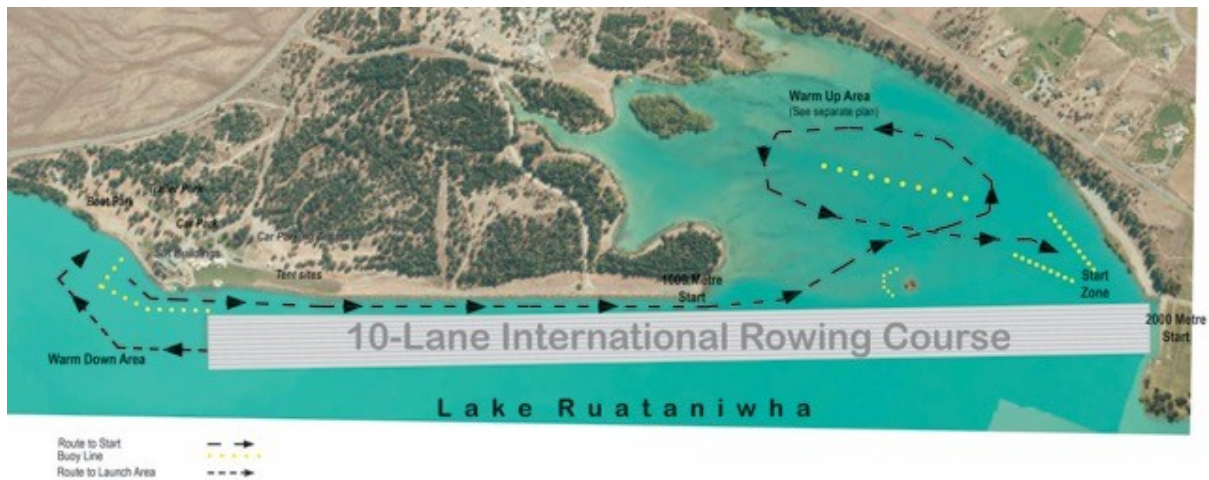 Warm Up Area
(See separate plan)
Boat Park
Car Park
Tent sites
1000 Metre
Start
Start
Zone
2000 Metre
Start
10-Lane International Rowing Course
Warm Down Area
Lake Ruataniwha
Route to Start
Buoy Line
Route to Launch Area